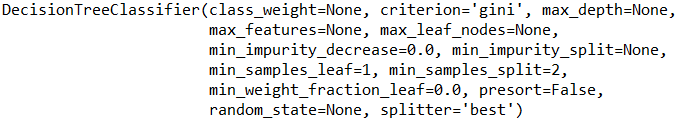 DecisionTreeClassifier(class_weight=None, criterion='gini', max_depth=None,
max_features=None, max_leaf_nodes=None,
min_impurity_decrease=0.0, min_impurity_split=None,
min_samples_leaf=1, min_samples_split=2,
min_weight_fraction_leaf=0.0, presort=False,
random_state=None, splitter='best')